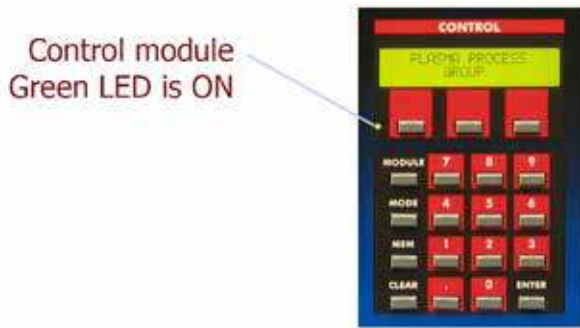 Control module
Green LED is ON
CONTROL
PLASMA PROCESS
GROUP
MODULE 7 8 9
MODE 4 5 6
MEM 1 2 3
CLEAR . 0 ENTER